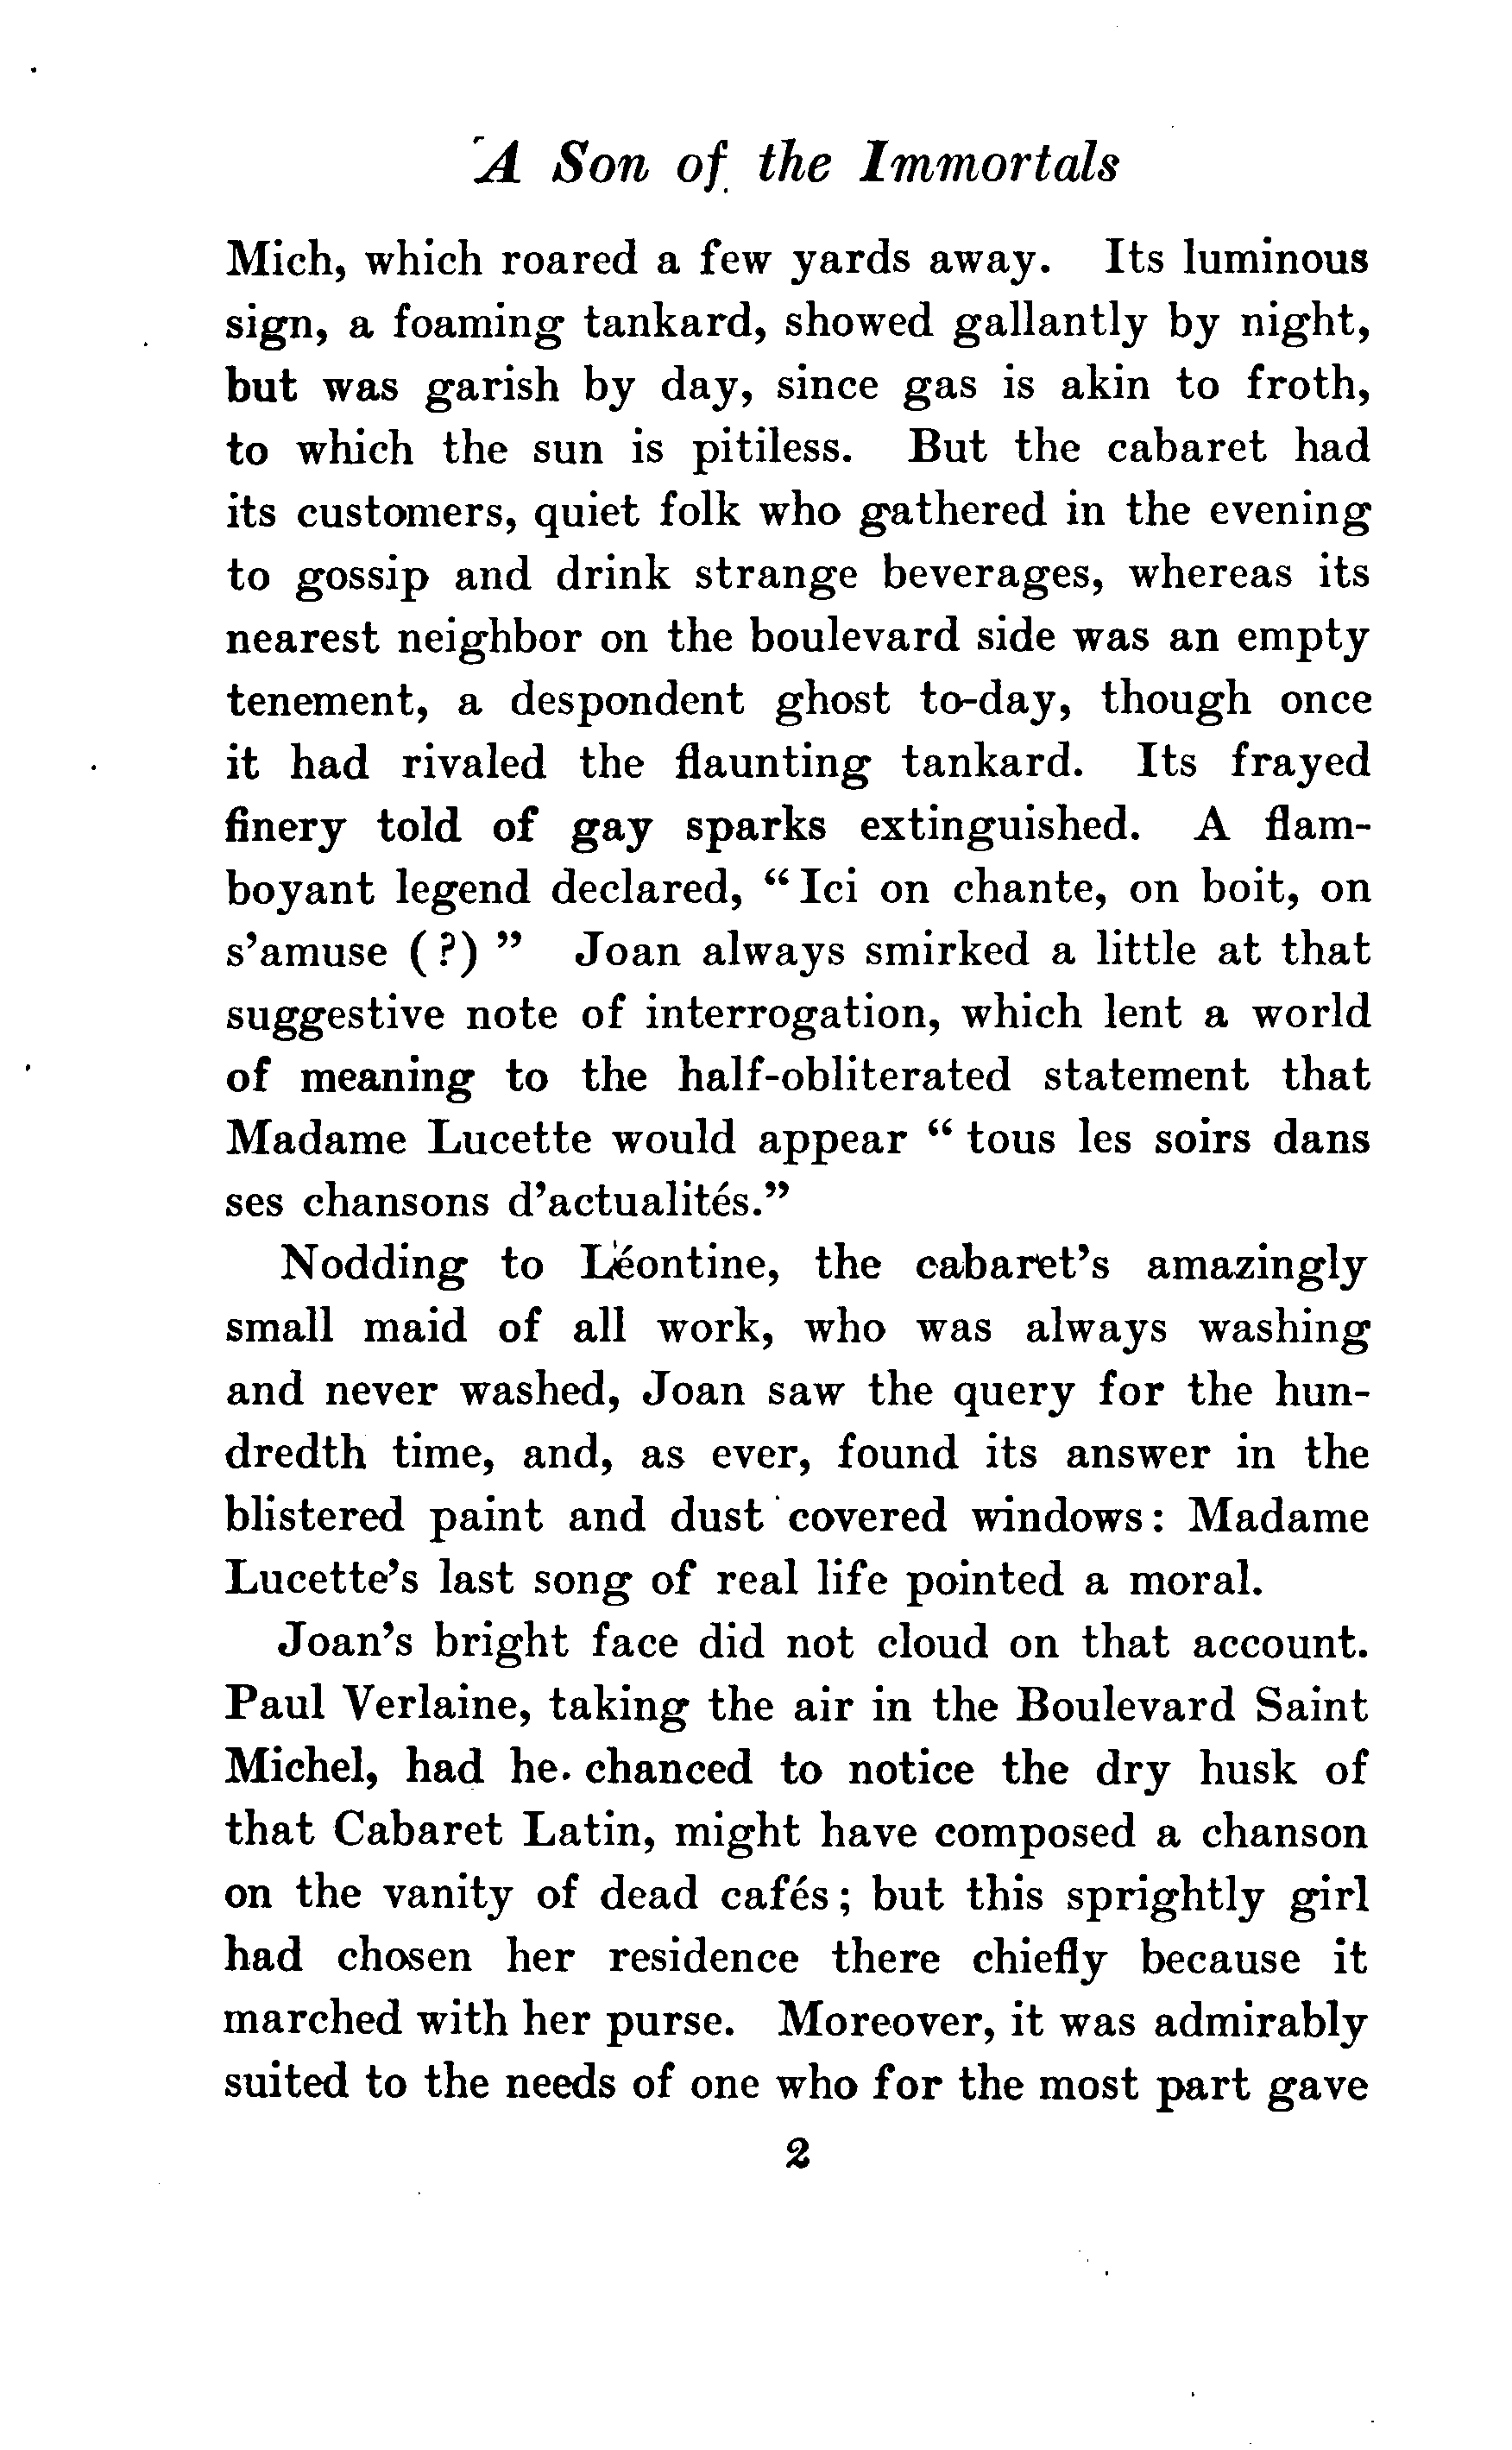 A Son of the Immortals
Mich, which roared a few yards away. Its luminous
sign, a foaming tankard, showed gallantly by night,
but was garish by day, since gas is akin to froth,
to which the sun is pitiless. But the cabaret had
its customers, quiet folk who gathered in the evening
to gossip and drink strange beverages, whereas its
nearest neighbor on the boulevard side was an empty
tenement, a despondent ghost to-day, though once
it had rivaled the flaunting tankard. Its frayed
finery told of gay sparks extinguished. A flam-
boyant legend declared, “Ici on chante, on boit, on
s’amuse (?)” Joan always smirked a little at that
suggestive note of interrogation, which lent a world
of meaning to the half-obliterated statement that
Madame Lucette would appear “tous les soirs dans
ses chansons d’actualités.”
Nodding to Léontine, the cabaret’s amazingly
small maid of all work, who was always washing
and never washed, Joan saw the query for the hun-
dredth time, and, as ever, found its answer in the
blistered paint and dust covered windows: Madame
Lucette’s last song of real life pointed a moral.
Joan’s bright face did not cloud on that account.
Paul Verlaine, taking the air in the Boulevard Saint
Michel, had he chanced to notice the dry husk of
that Cabaret Latin, might have composed a chanson
on the vanity of dead cafés; but this sprightly girl
had chosen her residence there chiefly because it
marched with her purse. Moreover, it was admirably
suited to the needs of one who for the most part gave
2